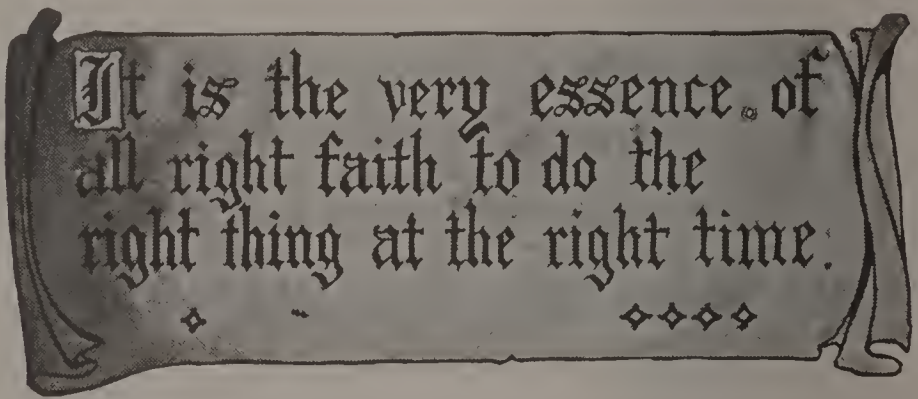 It is the very essence of
all right faith to do the
right thing at the right time.